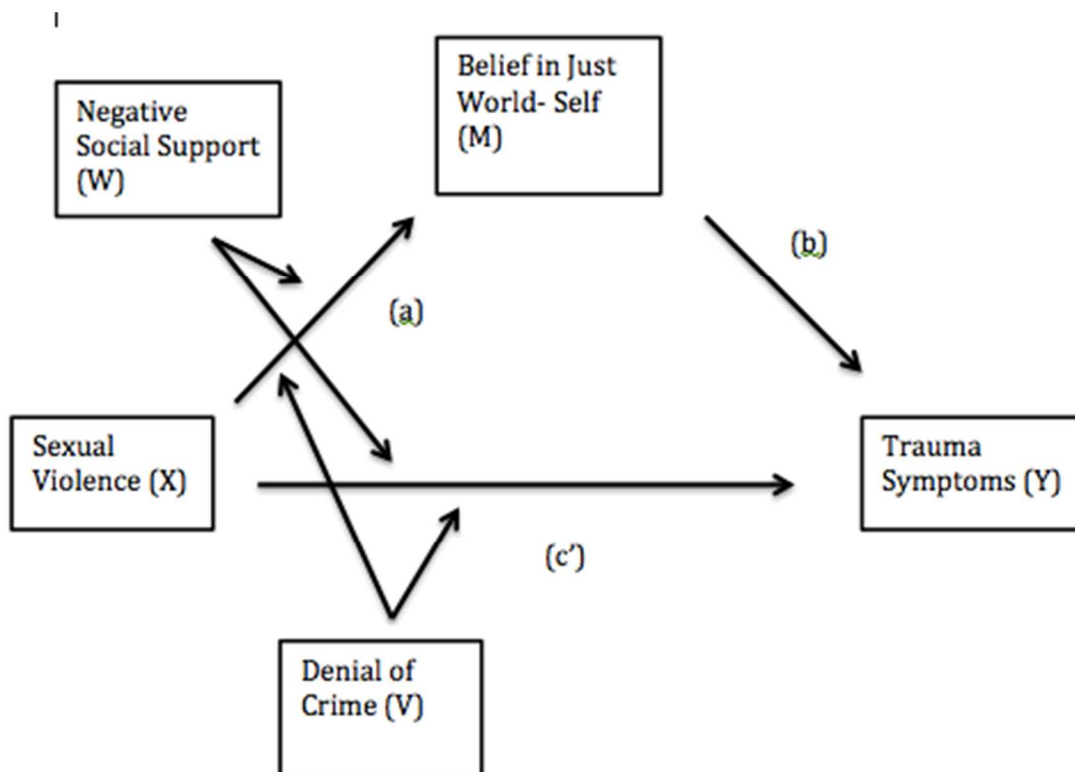 Negative
Social Support
(W)
Belief in Just
World- Self
(M)
(b)
(a)
Sexual
Violence (X)
Trauma
Symptoms (Y)
(c’)
Denial of
Crime (V)